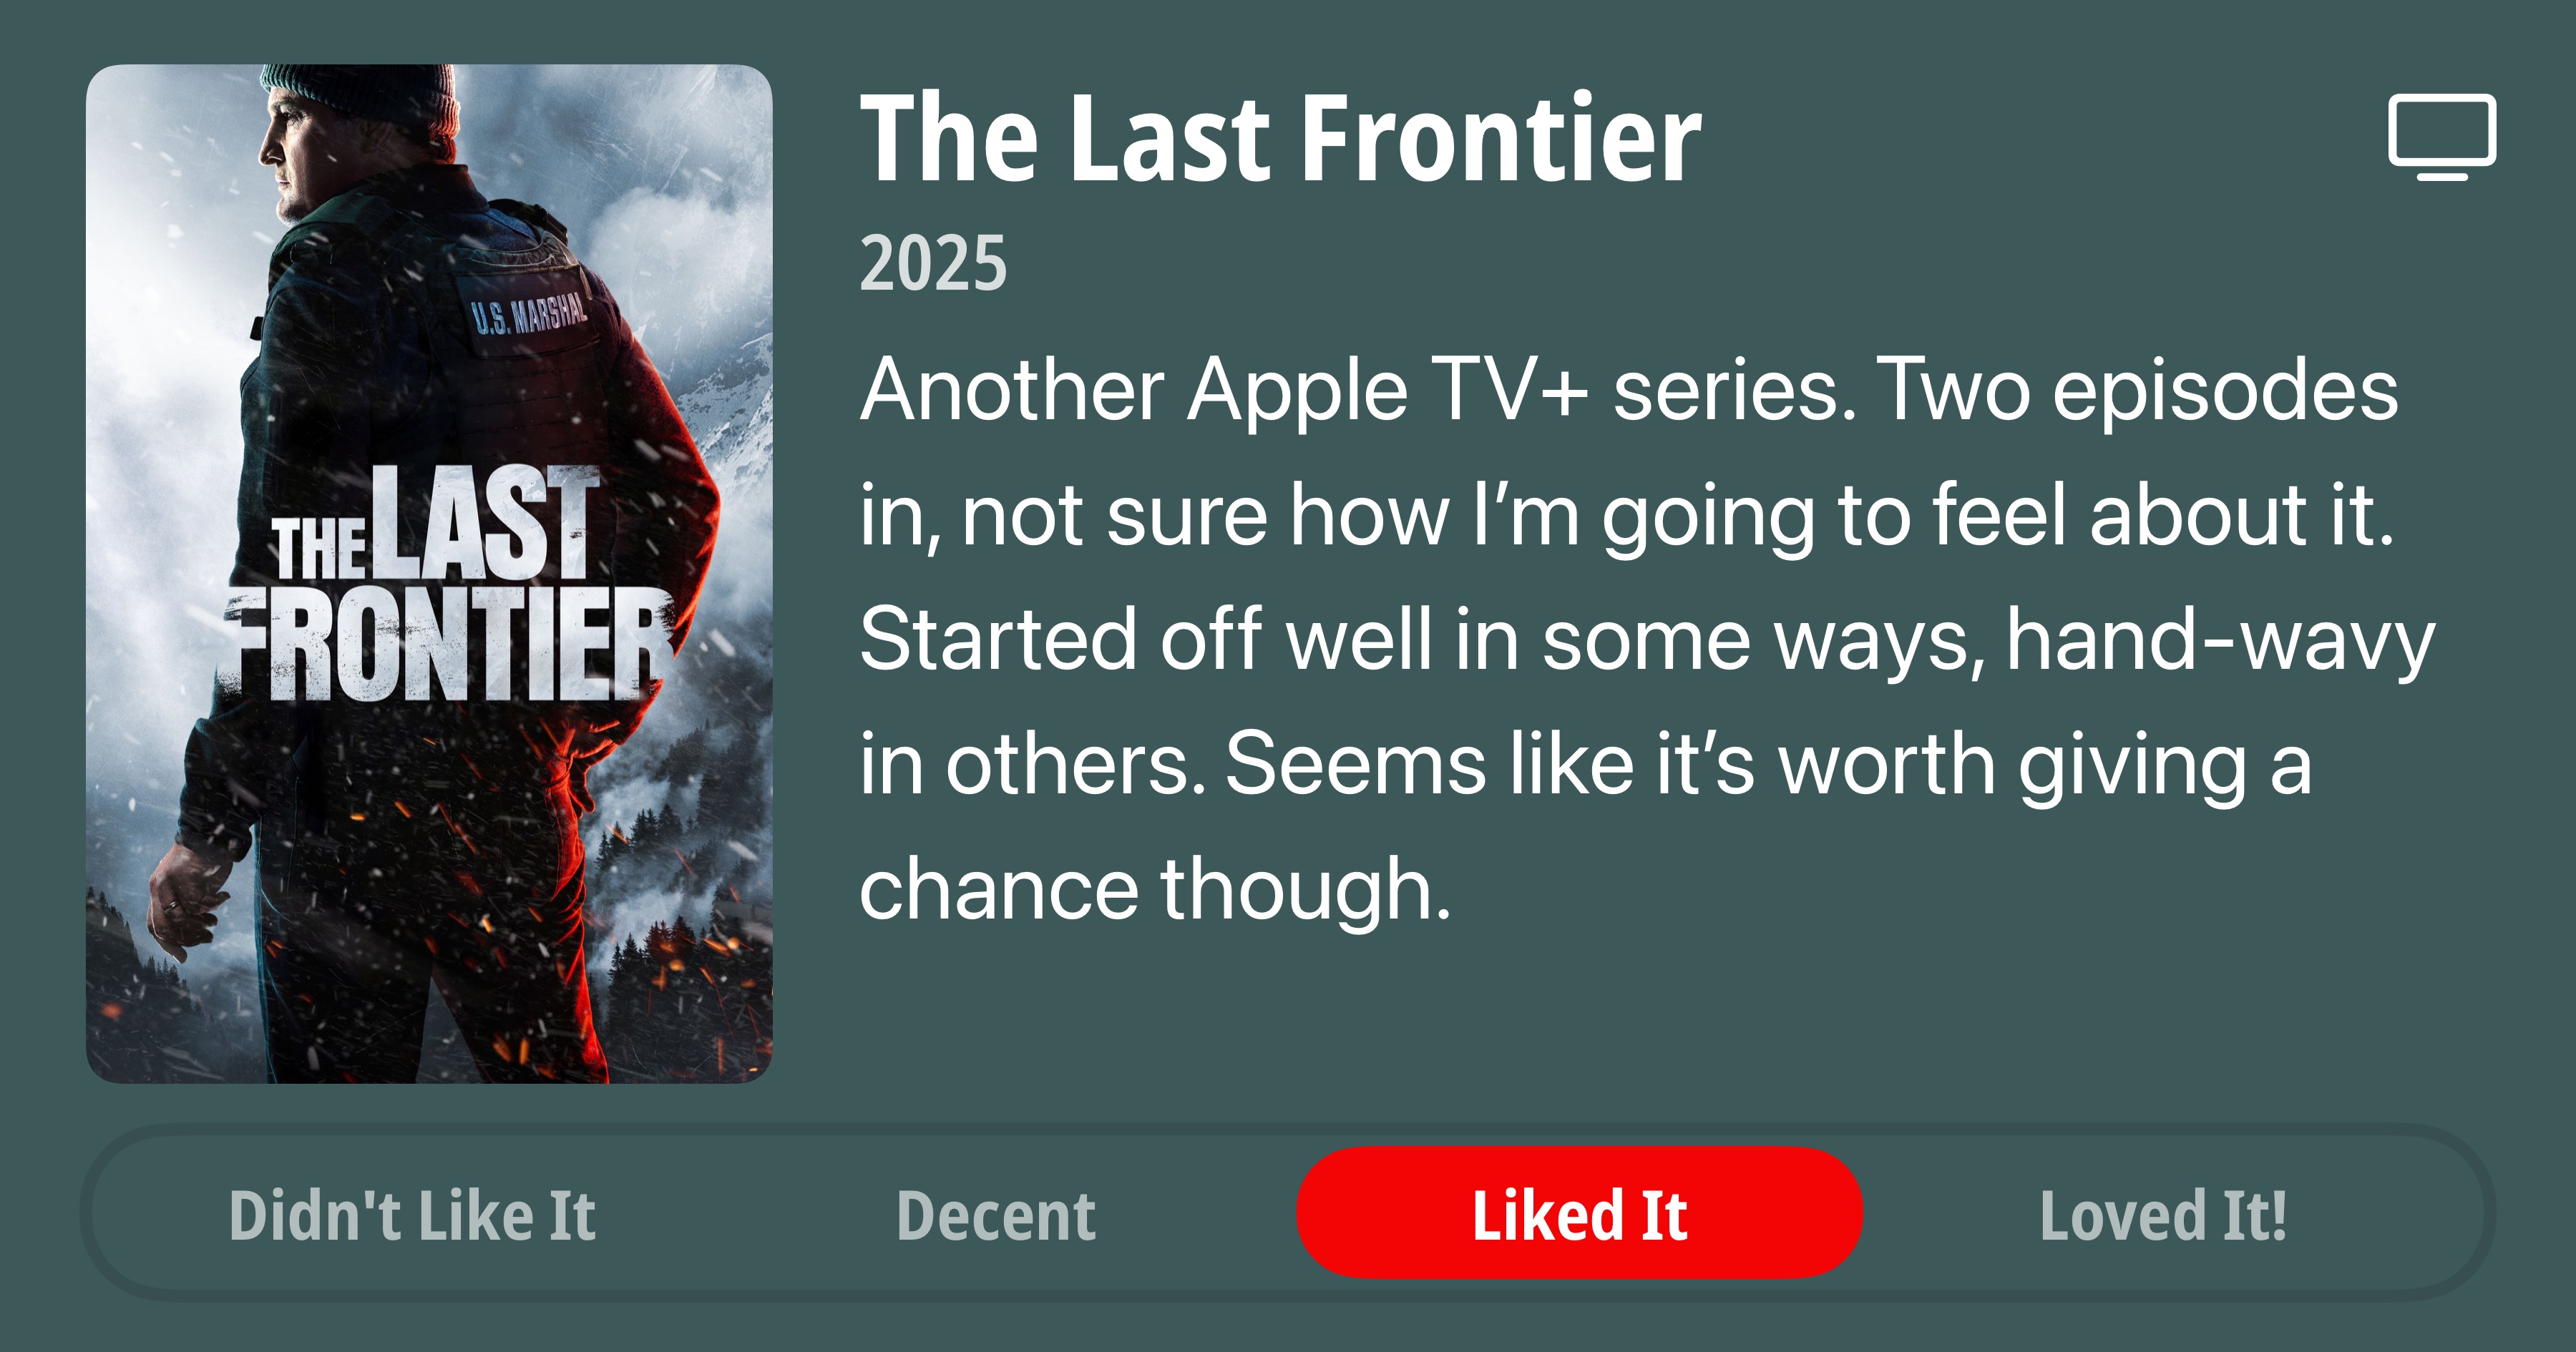 U.S. MARSHAL
THE LAST
FRONTIER
The Last Frontier
2025
Another Apple TV+ series. Two episodes
in, not sure how I’m going to feel about it.
Started off well in some ways, hand-wavy
in others. Seems like it’s worth giving a
chance though.
Didn't Like It
Decent
Liked It
Loved It!